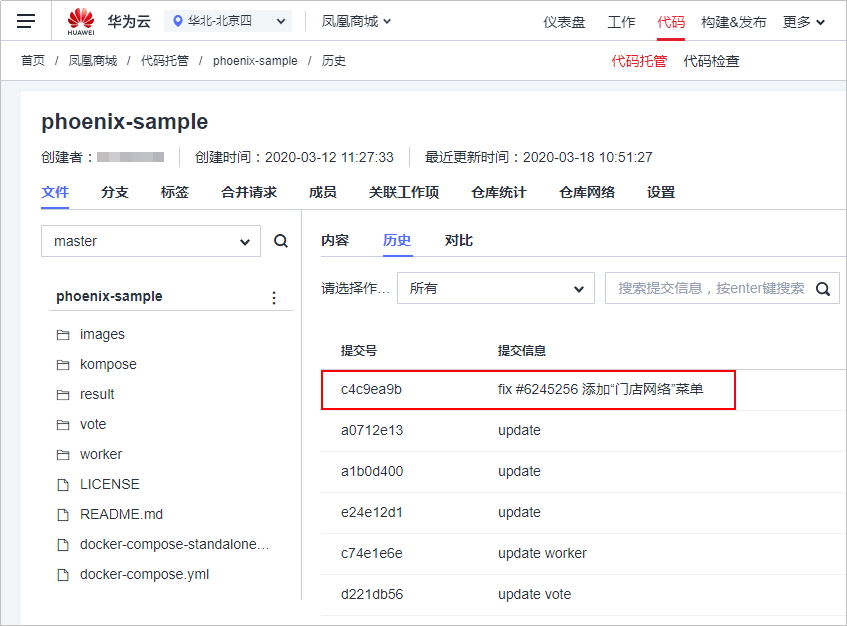 HUAWEI 华为云 华北-北京四 凤凰商城 仪表盘 工作 代码 构建&发布 更多
首页 / 凤凰商城 / 代码托管 / phoenix-sample / 历史 代码托管 代码检查
phoenix-sample
创建者： 创建时间：2020-03-12 11:27:33 最近更新时间：2020-03-18 10:51:27
文件 分支 标签 合并请求 成员 关联工作项 仓库统计 仓库网络 设置
master
phoenix-sample
images
kompose
result
vote
worker
LICENSE
README.md
docker-compose-standalone…
docker-compose.yml
内容 历史 对比
请选择作… 所有 搜索提交信息，按enter键搜索
提交号 提交信息
c4c9ea9b fix #6245256 添加“门店网络”菜单
a0712e13 update
a1b0d400 update
e24e12d1 update
c74e1e6e update worker
d221db56 update vote